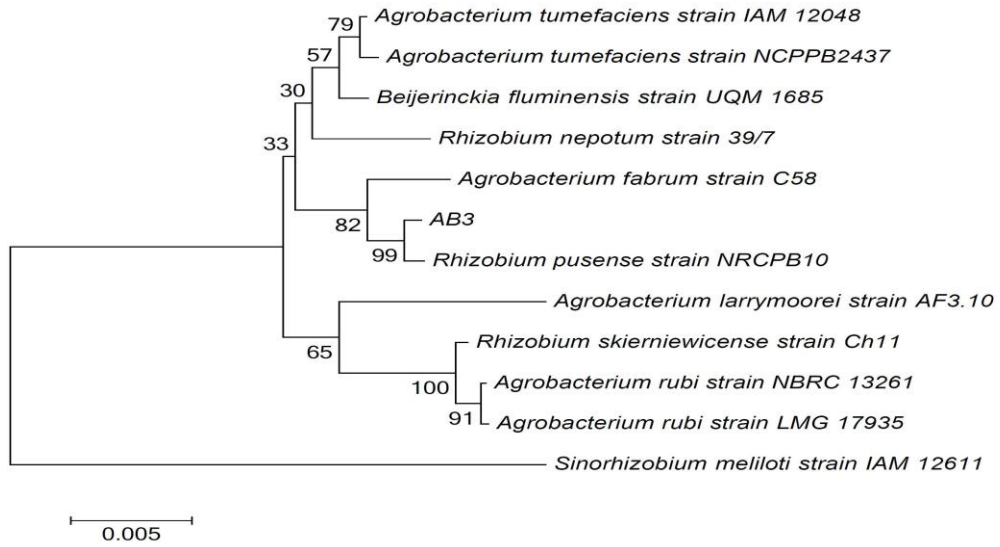 79
Agrobacterium tumefaciens strain IAM 12048
57
Agrobacterium tumefaciens strain NCPPB2437
30
Beijerinckia fluminensis strain UQM 1685
33
Rhizobium nepotum strain 39/7
Agrobacterium fabrum strain C58
82
AB3
99
Rhizobium pusense strain NRCPB10
Agrobacterium larrymoorei strain AF3.10
65
Rhizobium skierniewicense strain Ch11
100
Agrobacterium rubi strain NBRC 13261
91
Agrobacterium rubi strain LMG 17935
Sinorhizobium meliloti strain IAM 12611
0.005